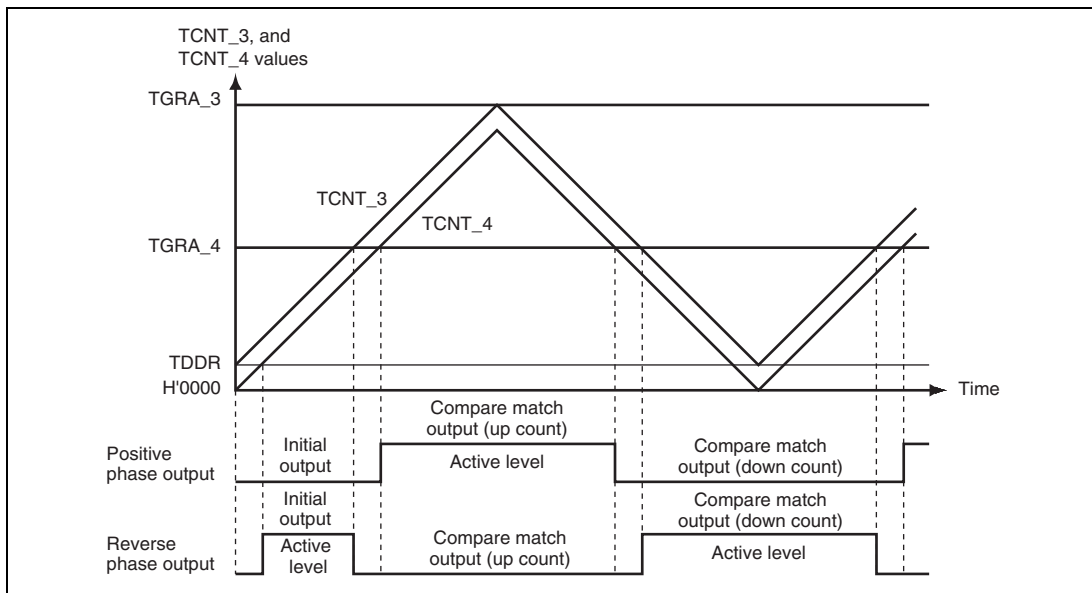 TCNT_3, and
TCNT_4 values
TGRA_3
TCNT_3
TCNT_4
TGRA_4
TDDR
H'0000
Time
Compare match
output (up count)
Positive
phase output
Initial
output
Active level
Compare match
output (down count)
Initial
output
Compare match
output (down count)
Reverse
phase output
Active
level
Compare match
output (up count)
Active level